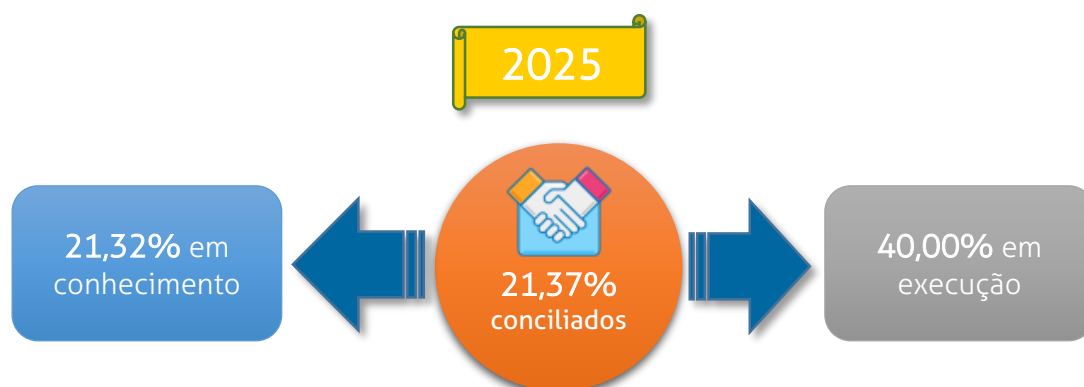 2025
21,32% em
conhecimento
21,37%
conciliados
40,00% em
execução